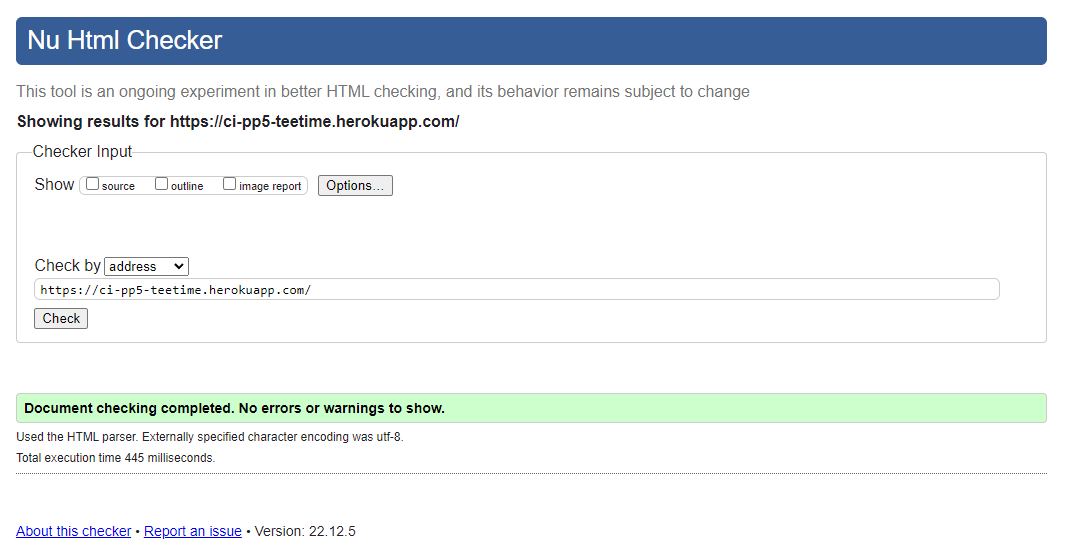 Nu Html Checker
This tool is an ongoing experiment in better HTML checking, and its behavior remains subject to change
Showing results for https://ci-pp5-teetime.herokuapp.com/
Checker Input
Show source outline image report Options...
Check by address
https://ci-pp5-teetime.herokuapp.com/
Check
Document checking completed. No errors or warnings to show.
Used the HTML parser. Externally specified character encoding was utf-8.
Total execution time 445 milliseconds.
About this checker • Report an issue • Version: 22.12.5